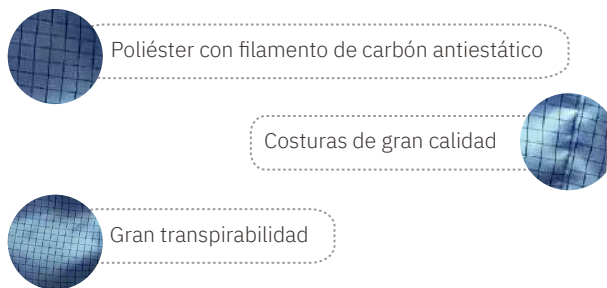 Poliéster con filamento de carbón antiestático
Costuras de gran calidad
Gran transpirabilidad